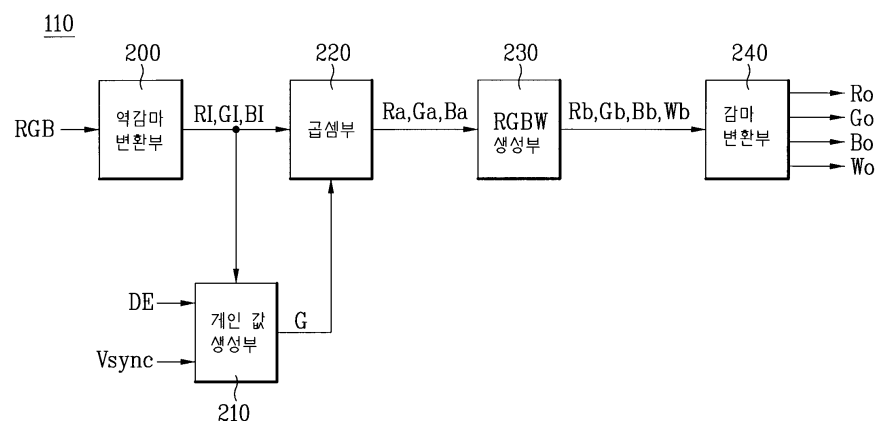 110
200
220
230
240
RGB
역감마
변환부
RI,GI,BI
곱셈부
Ra,Ga,Ba
RGBW
생성부
Rb,Gb,Bb,Wb
감마
변환부
Ro
Go
Bo
Wo
DE
Vsync
게인 값
생성부
G
210